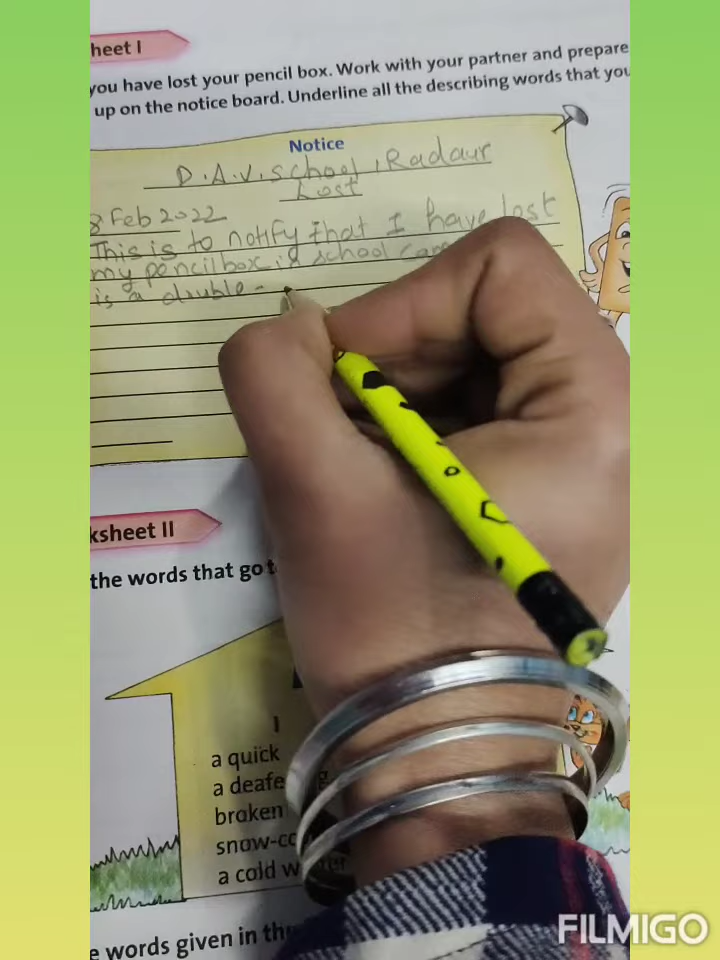 heet I
you have lost your pencil box. Work with your partner and prepare
up on the notice board. Underline all the describing words that you
Notice
D.A.V. School, Radaur
Lost
8 Feb 2022
This is to notify that I have lost
my pencil box in school
is a double-
ksheet II
the words that go t
I
a quick
a deafe
broken
snow-co
a cold w ter
e words given in th
FILMIGO